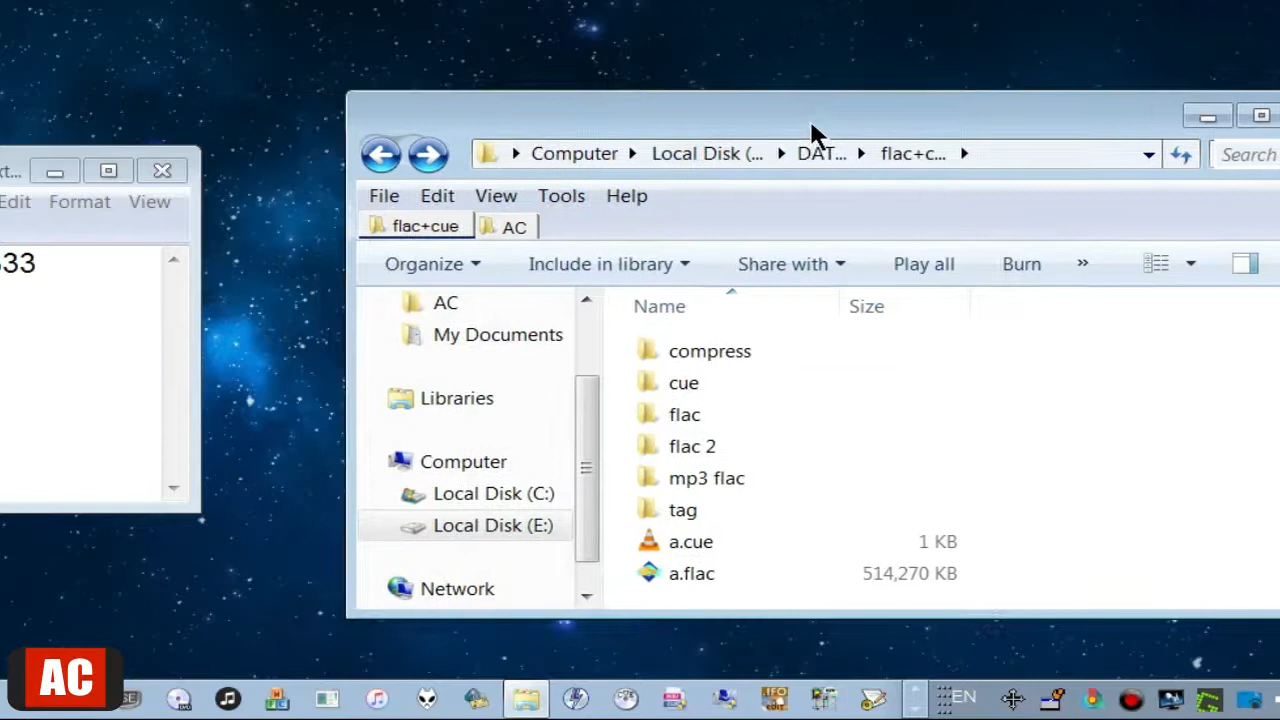 Computer Local Disk (... DAT... flac+c...
Search
xt...
File Edit View Tools Help
Edit Format View
flac+cue AC
Organize Include in library Share with Play all Burn »
33
AC
My Documents
Libraries
Computer
Local Disk (C:)
Local Disk (E:)
Network
Name Size
compress
cue
flac
flac 2
mp3 flac
tag
a.cue 1 KB
a.flac 514,270 KB
AC
EN